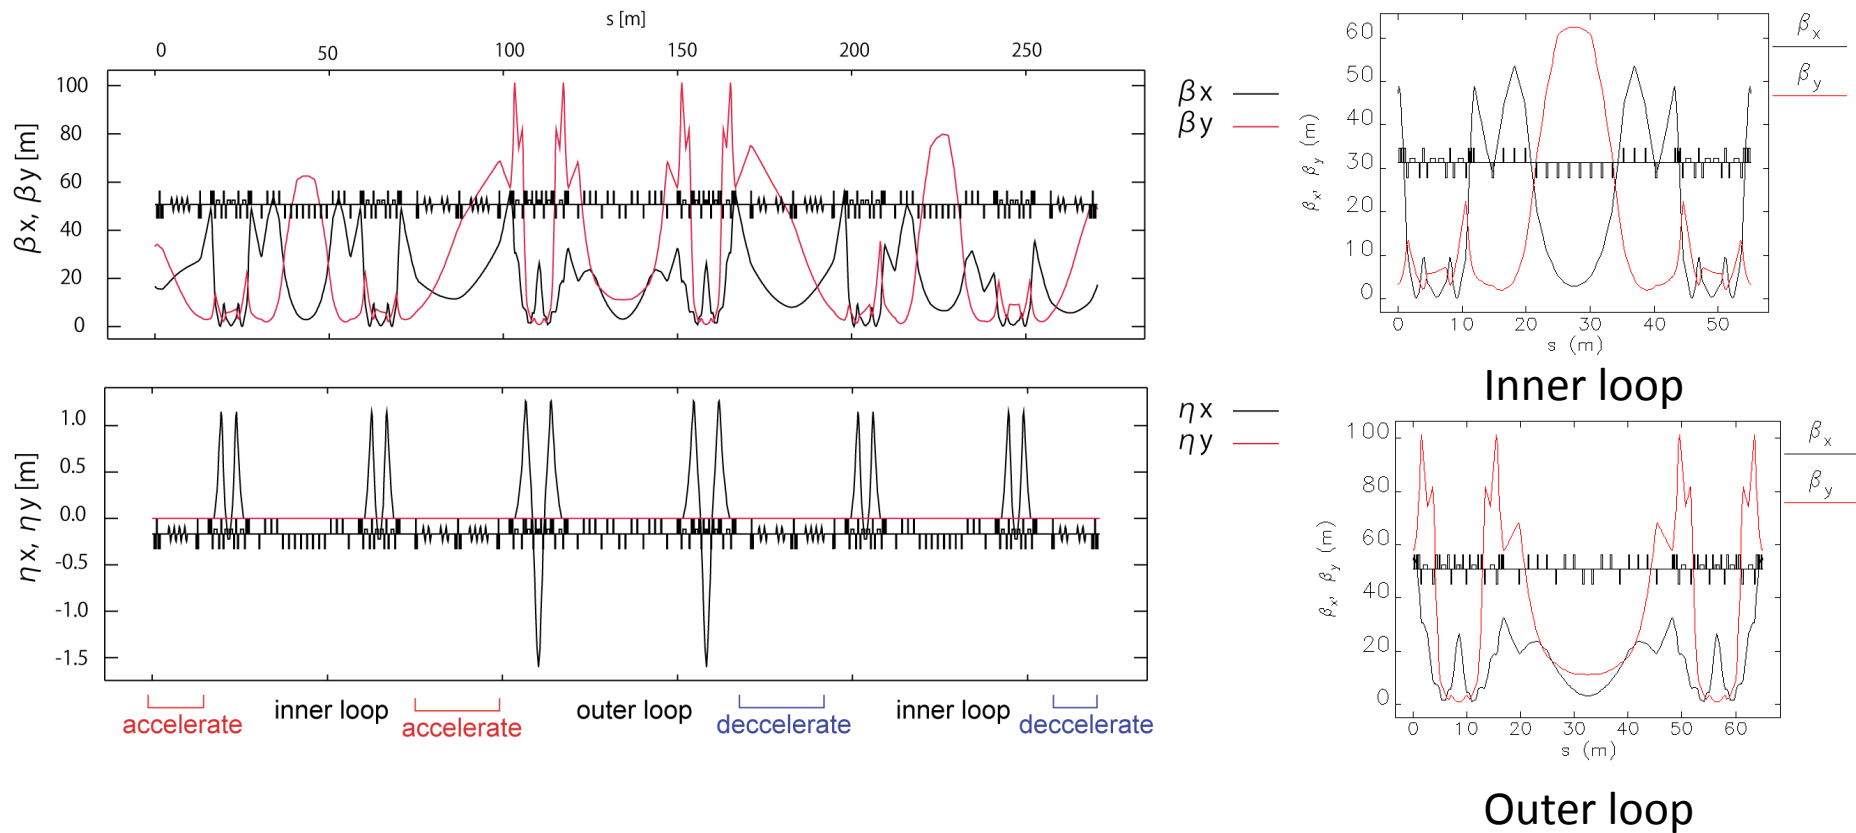 s [m]
0 50 100 150 200 250
100
80
60
40
20
0
βx, βy [m]
βx
βy
1.0
0.5
0.0
-0.5
-1.0
-1.5
ηx, ηy [m]
ηx
ηy
accelerate inner loop accelerate outer loop deccelerate inner loop deccelerate
60
50
40
30
20
10
0
βx, βy (m)
0 10 20 30 40 50
s (m)
βx
βy
Inner loop
100
80
60
40
20
0
βx, βy (m)
0 10 20 30 40 50 60
s (m)
βx
βy
Outer loop